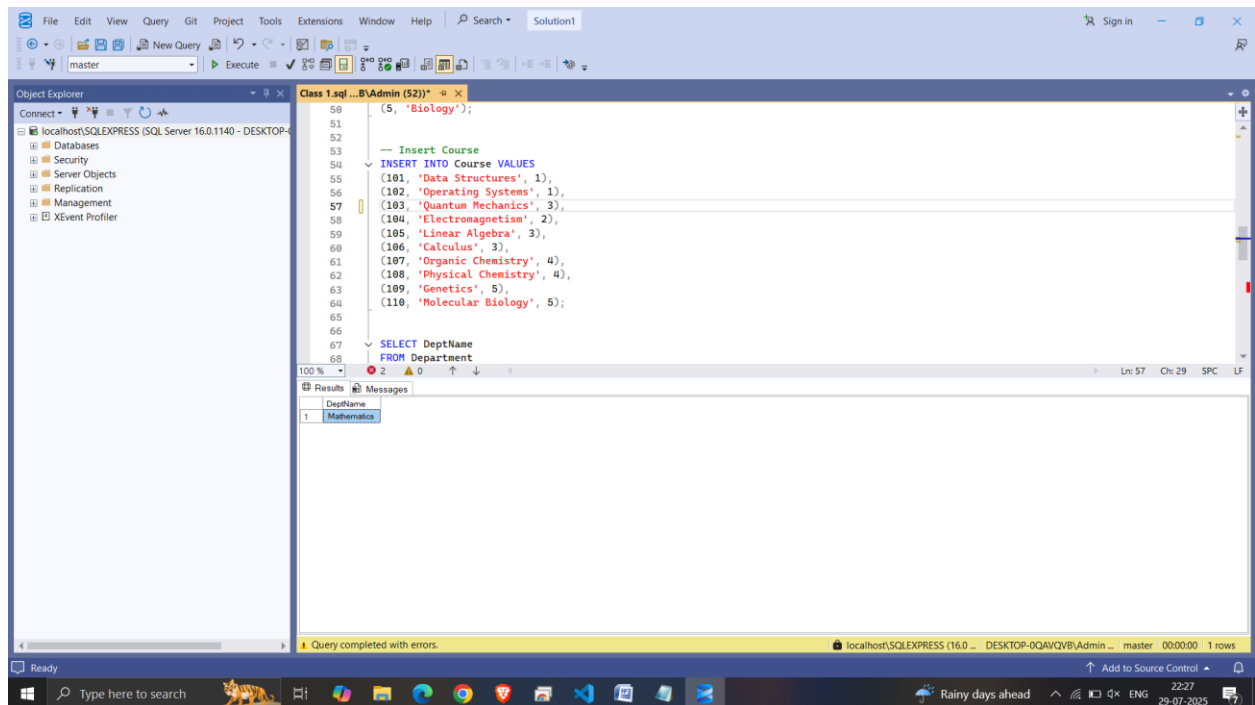 File Edit View Query Git Project Tools Extensions Window Help Search Solution1 Sign in
New Query
master Execute
Object Explorer
Connect
localhost\SQLEXPRESS (SQL Server 16.0.1140 - DESKTOP-0
Databases
Security
Server Objects
Replication
Management
XEvent Profiler
Class 1.sql ...B\Admin (52))*
50 (5, 'Biology');
51
52
53 -- Insert Course
54 INSERT INTO Course VALUES
55 (101, 'Data Structures', 1),
56 (102, 'Operating Systems', 1),
57 (103, 'Quantum Mechanics', 3),
58 (104, 'Electromagnetism', 2),
59 (105, 'Linear Algebra', 3),
60 (106, 'Calculus', 3),
61 (107, 'Organic Chemistry', 4),
62 (108, 'Physical Chemistry', 4),
63 (109, 'Genetics', 5),
64 (110, 'Molecular Biology', 5);
65
66
67 SELECT DeptName
68 FROM Department
100 % 2 0 Ln: 57 Ch: 29 SPC LF
Results Messages
DeptName
1 Mathematics
Query completed with errors. localhost\SQLEXPRESS (16.0 ... DESKTOP-0QAVQVB\Admin ... master 00:00:00 1 rows
Ready Add to Source Control
Type here to search Rainy days ahead ENG 22:27
29-07-2025